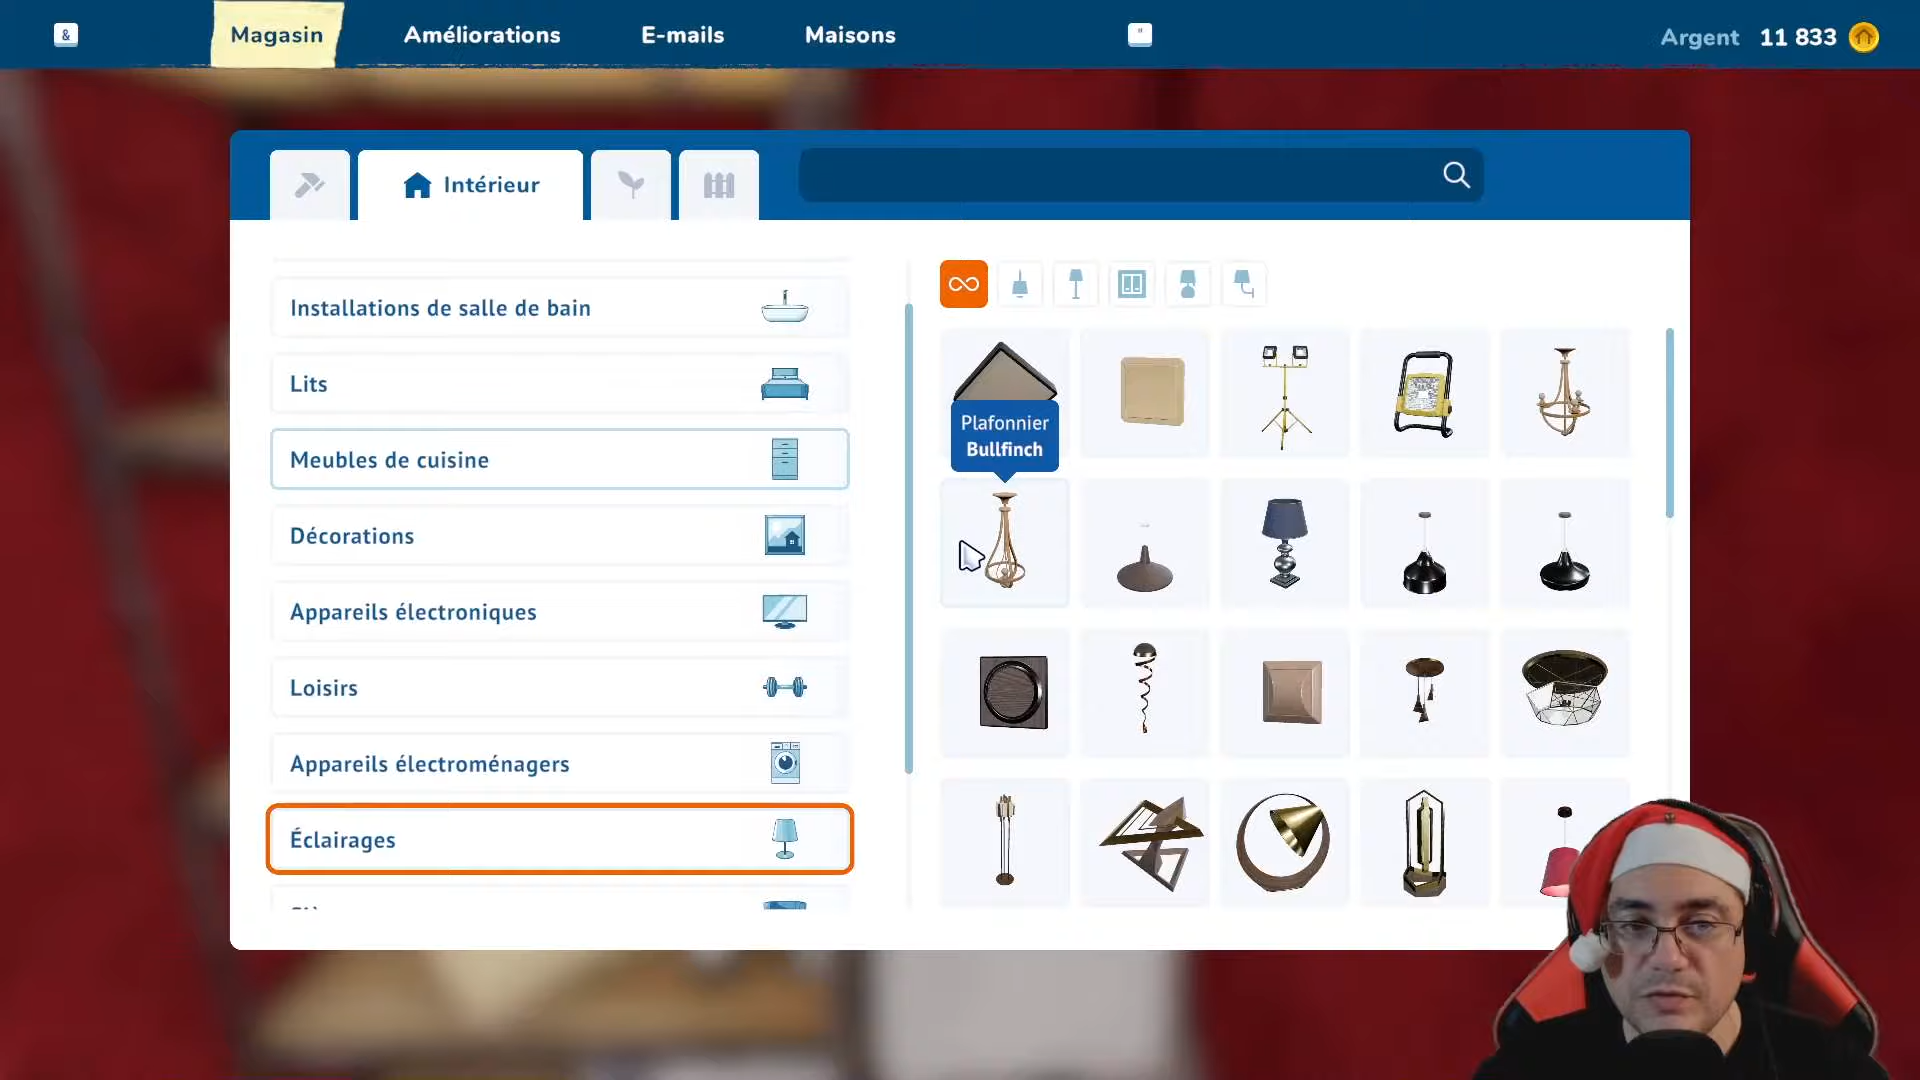 &
Magasin
Améliorations
E-mails
Maisons
"
Argent 11 833
Intérieur
Installations de salle de bain
Lits
Meubles de cuisine
Décorations
Appareils électroniques
Loisirs
Appareils électroménagers
Éclairages
Plafonnier
Bullfinch